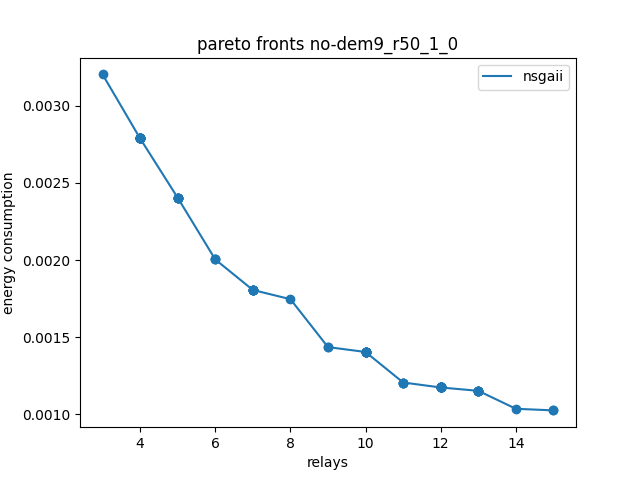 pareto fronts no-dem9_r50_1_0
nsgaii
energy consumption
0.0030
0.0025
0.0020
0.0015
0.0010
4 6 8 10 12 14
relays